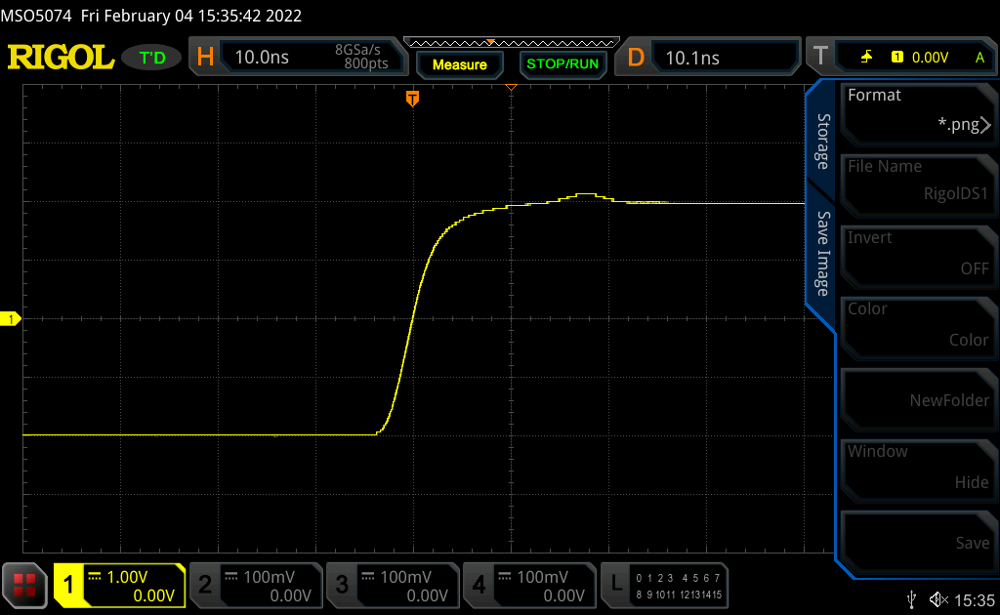 MSO5074 Fri February 04 15:35:42 2022
RIGOL T'D H 10.0ns 8GSa/s 800pts Measure STOP/RUN D 10.1ns T 1 0.00V A
T
Format
*.png
Storage
File Name
RigolDS1
Save Image
Invert
OFF
1
Color
Color
NewFolder
Window
Hide
Save
1 1.00V 0.00V
2 100mV 0.00V
3 100mV 0.00V
4 100mV 0.00V
L 0 1 2 3 4 5 6 7
8 9 10 11 12 13 14 15
15:35